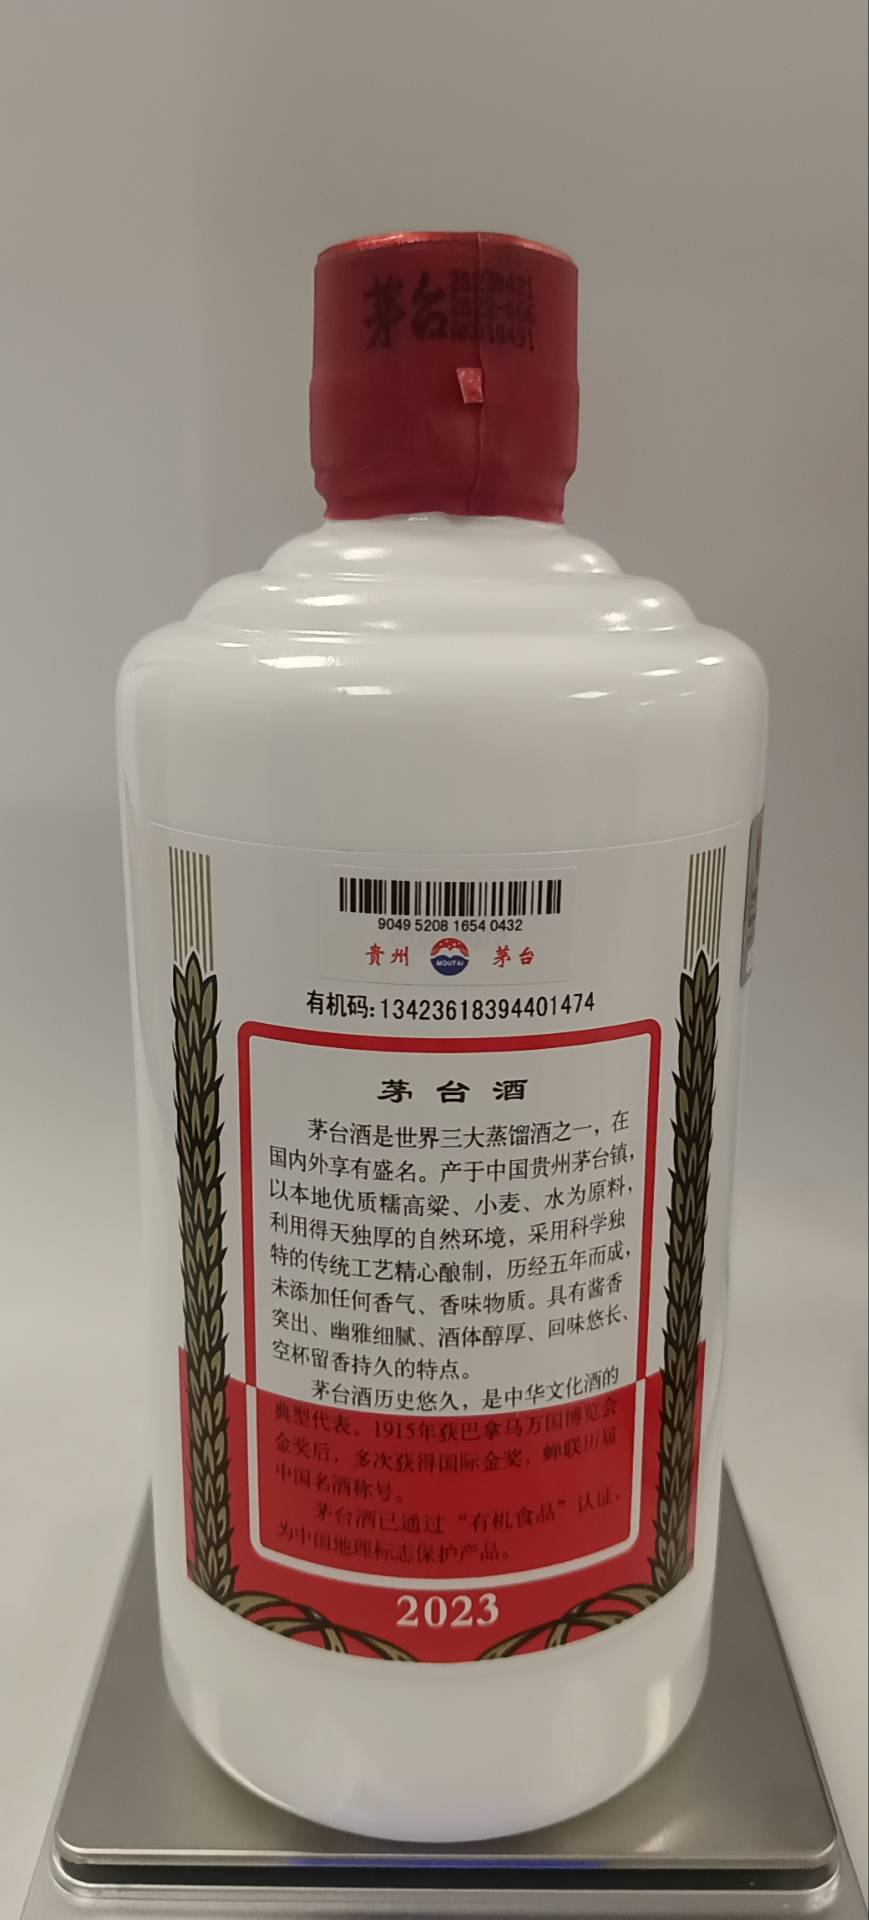 茅台
20230421
2022-066
9049 5208 1654 0432
贵州 MOUTAI 茅台
有机码:13423618394401474
茅台酒
茅台酒是世界三大蒸馏酒之一，在
国内外享有盛名。产于中国贵州茅台镇，
以本地优质糯高粱、小麦、水为原料，
利用得天独厚的自然环境，采用科学独
特的传统工艺精心酿制，历经五年而成，
未添加任何香气、香味物质。具有酱香
突出、幽雅细腻、酒体醇厚、回味悠长、
空杯留香持久的特点。
茅台酒历史悠久，是中华文化酒的
典型代表。1915年获巴拿马万国博览会
金奖后，多次获得国际金奖，蝉联历届
中国名酒称号。
茅台酒已通过“有机食品”认证，
为中国地理标志保护产品。
2023